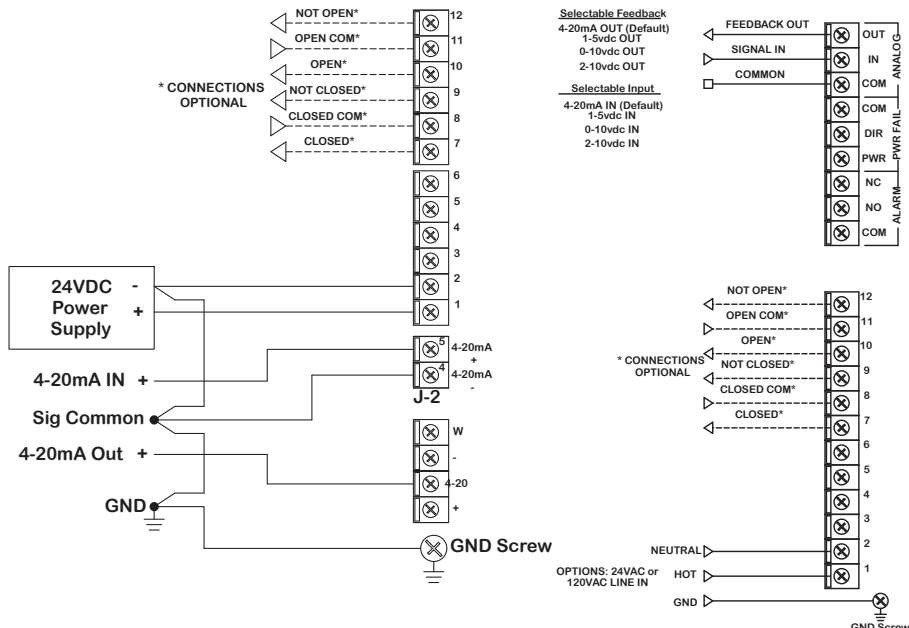 NOT OPEN*
OPEN COM*
OPEN*
* CONNECTIONS
OPTIONAL
NOT CLOSED*
CLOSED COM*
CLOSED*
12
11
10
9
8
7
6
5
4
3
2
1
24VDC -
Power
Supply +
5 4-20mA
+
4 4-20mA
-
J-2
4-20mA IN +
Sig Common
4-20mA Out +
GND
W
-
4-20
+
GND Screw
Selectable Feedback
4-20mA OUT (Default)
1-5vdc OUT
0-10vdc OUT
2-10vdc OUT
Selectable Input
4-20mA IN (Default)
1-5vdc IN
0-10vdc IN
2-10vdc IN
FEEDBACK OUT
SIGNAL IN
COMMON
OUT
IN
COM
ANALOG
COM
DIR
PWR
PWR FAIL
NC
NO
COM
ALARM
NOT OPEN*
OPEN COM*
OPEN*
* CONNECTIONS
OPTIONAL
NOT CLOSED*
CLOSED COM*
CLOSED*
12
11
10
9
8
7
6
5
4
3
2
1
NEUTRAL
OPTIONS: 24VAC or
120VAC LINE IN
HOT
GND
GND Screw